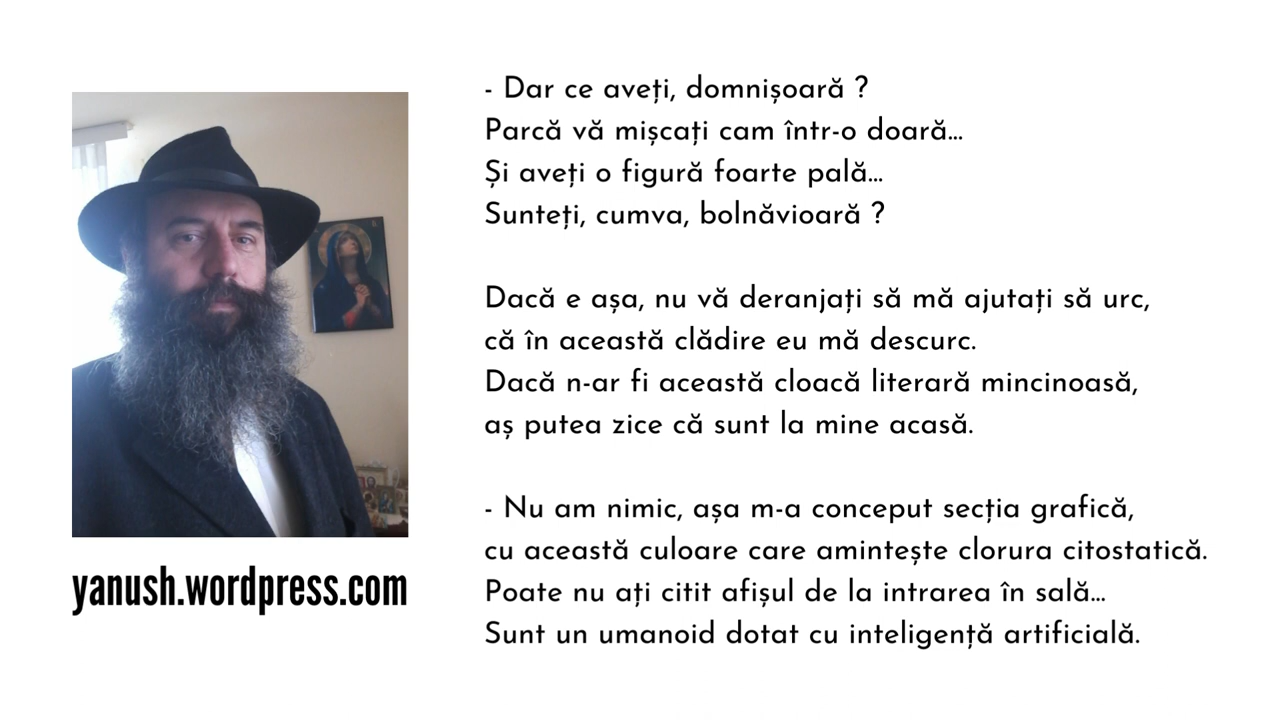 - Dar ce aveți, domnișoară ?
Parcă vă mișcați cam într-o doară...
Și aveți o figură foarte pală...
Sunteți, cumva, bolnăvioară ?
Dacă e așa, nu vă deranjați să mă ajutați să urc,
că în această clădire eu mă descurc.
Dacă n-ar fi această cloacă literară mincinoasă,
aș putea zice că sunt la mine acasă.
- Nu am nimic, așa m-a conceput secția grafică,
cu această culoare care amintește clorura citostatică.
Poate nu ați citit afișul de la intrarea în sală...
Sunt un umanoid dotat cu inteligență artificială.
yanush.wordpress.com